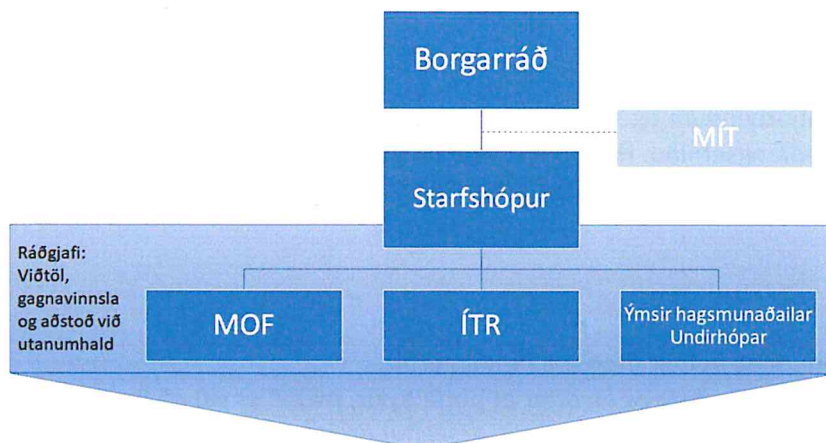 Borgarráð
MÍT
Starfshópur
Ráðgjafi:
Viðtöl,
gagnavinnsla
og aðstoð við
utanumhald
MOF
ÍTR
Ýmsir hagsmunaðailar
Undirhópar